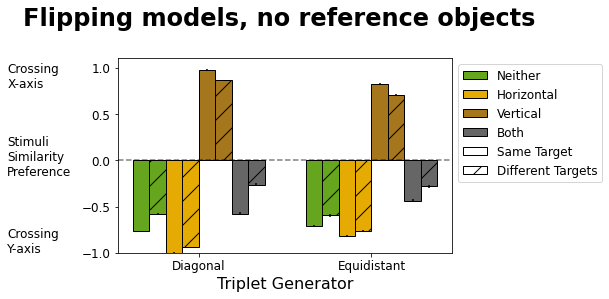 Flipping models, no reference objects
Crossing
X-axis
Stimuli
Similarity
Preference
Crossing
Y-axis
1.0
0.5
0.0
−0.5
−1.0
Diagonal
Equidistant
Triplet Generator
Neither
Horizontal
Vertical
Both
Same Target
Different Targets